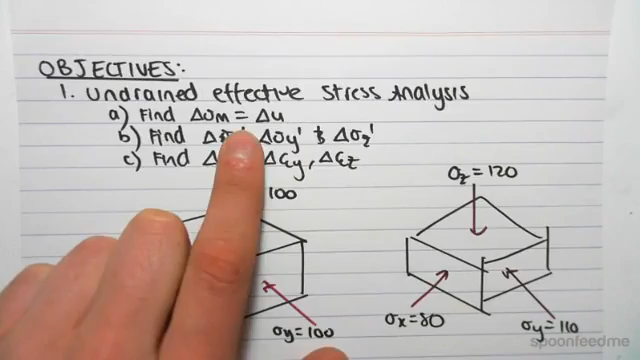 OBJECTIVES:
1. Undrained effective stress Analysis
a) Find Δσm = Δu
b) Find Δσy' & Δσz'
c) Find Δεy, Δεz
100
σy=100
σz=120
σx=80
σy=110
spoonfeedme